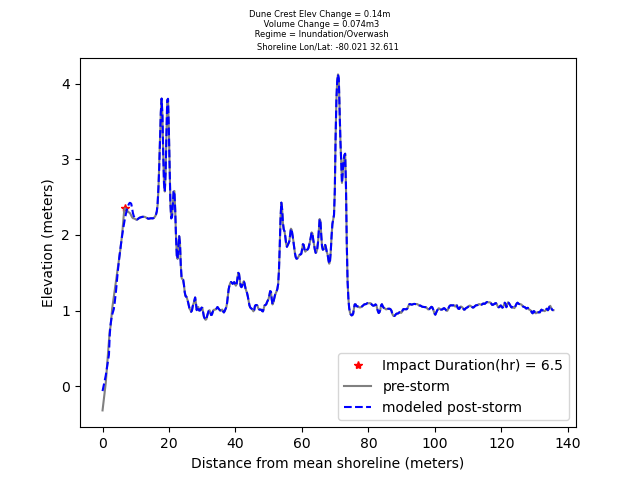 Dune Crest Elev Change = 0.14m
Volume Change = 0.074m3
Regime = Inundation/Overwash
Shoreline Lon/Lat: -80.021 32.611
4
3
2
1
0
Elevation (meters)
Impact Duration(hr) = 6.5
pre-storm
modeled post-storm
0 20 40 60 80 100 120 140
Distance from mean shoreline (meters)